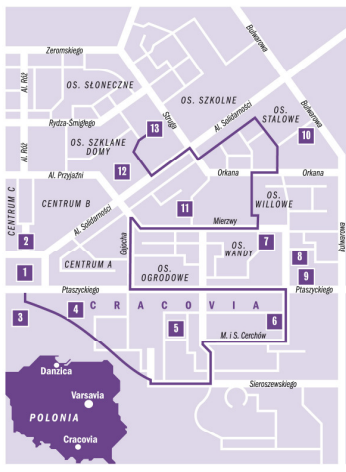 Bulwarowa
Żeromskiego
Al. Róż
OS. SŁONECZNE
Struga
OS. SZKOLNE
Al. Solidarności
Bulwarowa
OS.
STALOWE
Rydza-Śmigłego
13
10
OS. SZKLANE
DOMY
Al. Róż
12
Orkana
Orkana
Al. Przyjaźni
CENTRUM C
CENTRUM B
Al. Solidarności
11
OS.
WILLOWE
Mierzwy
2
Gajocha
7
OS.
WANDY
8
1
CENTRUM A
OS.
OGRODOWE
9
Ptaszyckiego
Ptaszyckiego
3
4
CRACOVIA
5
6
M. i S. Cerchów
Sieroszewskiego
Danzica
Varsavia
POLONIA
Cracovia